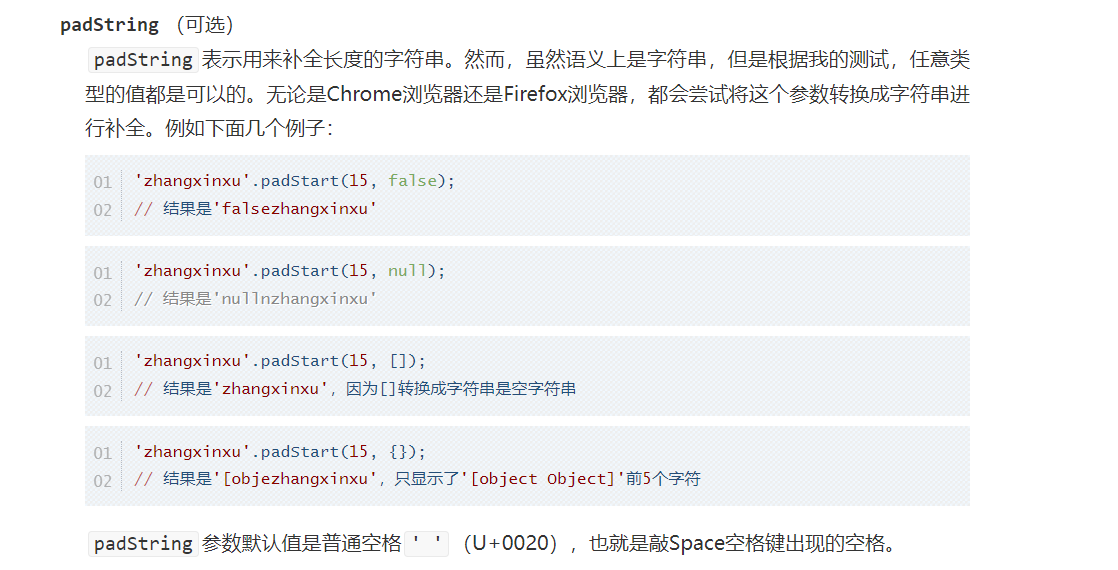 padString （可选）
padString 表示用来补全长度的字符串。然而，虽然语义上是字符串，但是根据我的测试，任意类
型的值都是可以的。无论是Chrome浏览器还是Firefox浏览器，都会尝试将这个参数转换成字符串进
行补全。例如下面几个例子：
01 'zhangxinxu'.padStart(15, false);
02 // 结果是'falsezhangxinxu'
01 'zhangxinxu'.padStart(15, null);
02 // 结果是'nullnzhangxinxu'
01 'zhangxinxu'.padStart(15, []);
02 // 结果是'zhangxinxu'，因为[]转换成字符串是空字符串
01 'zhangxinxu'.padStart(15, {});
02 // 结果是'[objezhangxinxu'，只显示了'[object Object]'前5个字符
padString 参数默认值是普通空格 ' ' （U+0020），也就是敲Space空格键出现的空格。